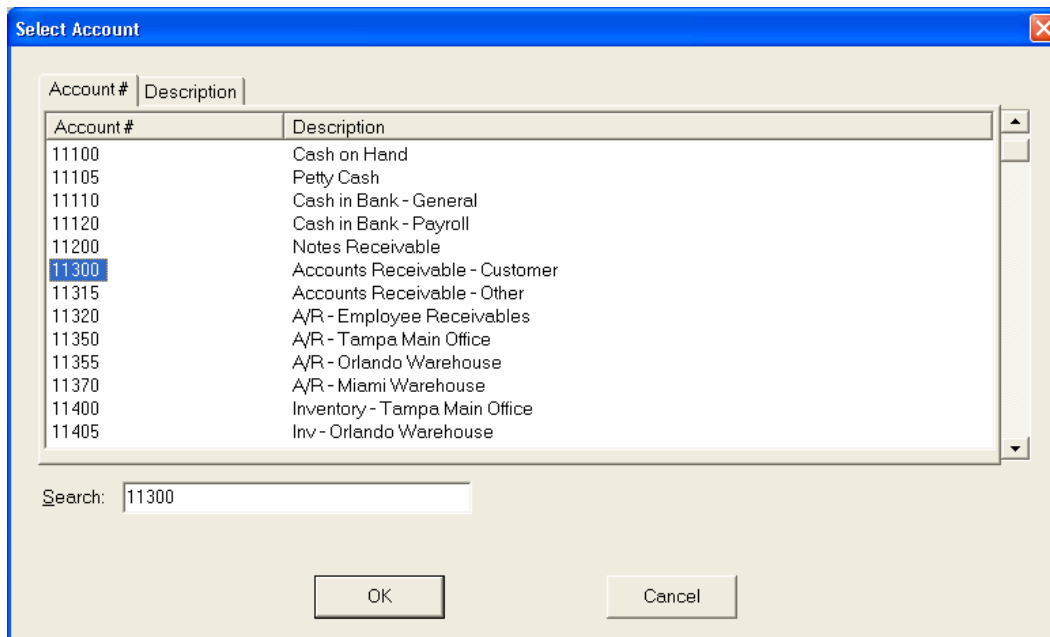 Select Account
Account # Description
Account # Description
11100 Cash on Hand
11105 Petty Cash
11110 Cash in Bank - General
11120 Cash in Bank - Payroll
11200 Notes Receivable
11300 Accounts Receivable - Customer
11315 Accounts Receivable - Other
11320 A/R - Employee Receivables
11350 A/R - Tampa Main Office
11355 A/R - Orlando Warehouse
11370 A/R - Miami Warehouse
11400 Inventory - Tampa Main Office
11405 Inv - Orlando Warehouse
Search: 11300
OK Cancel